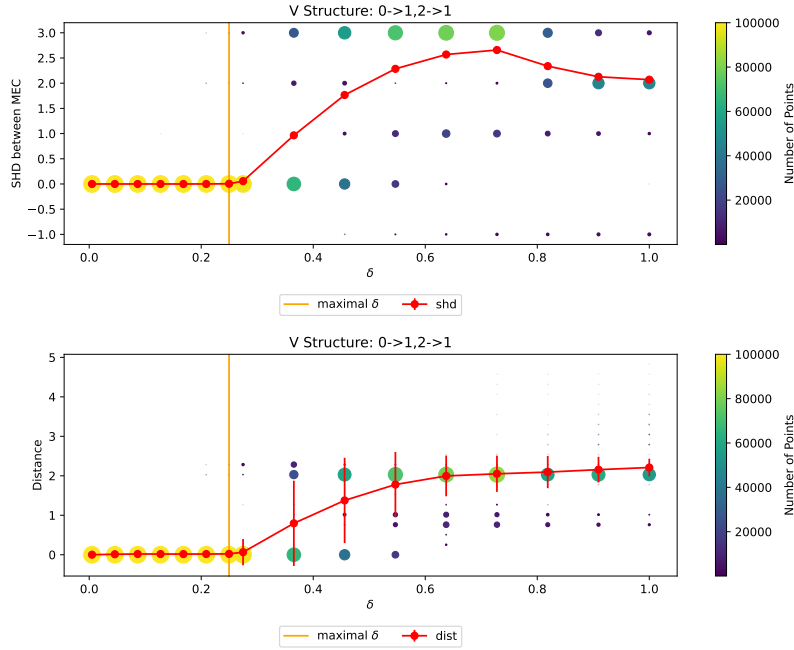 V Structure: 0->1,2->1
3.0
2.5
2.0
1.5
1.0
0.5
0.0
−0.5
−1.0
SHD between MEC
0.0 0.2 0.4 0.6 0.8 1.0
δ
maximal δ shd
100000
80000
60000
40000
20000
Number of Points
V Structure: 0->1,2->1
5
4
3
2
1
0
Distance
0.0 0.2 0.4 0.6 0.8 1.0
δ
maximal δ dist
100000
80000
60000
40000
20000
Number of Points